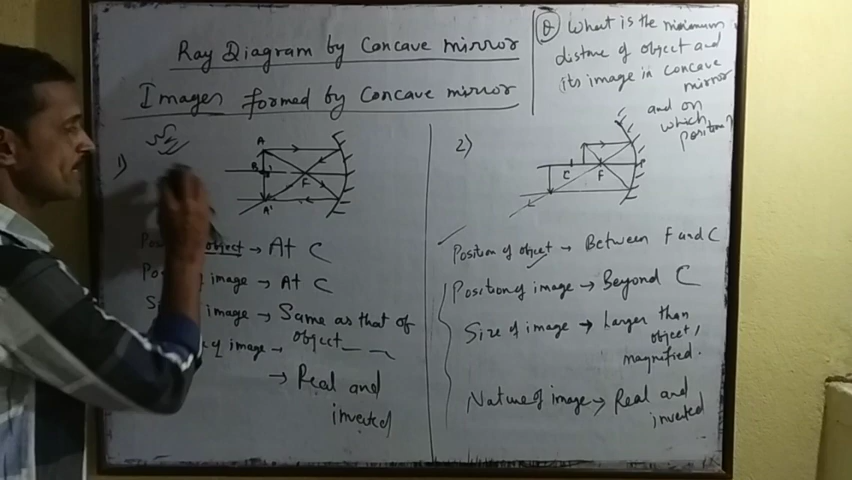 Ray Diagram by Concave mirror
Images formed by Concave mirror
Q What is the minimum
distance of object and
its image in concave
mirror
and on
which
position?
1)
A
B
F
A'
object → At C
image → At C
image → Same as that of
object
of image →
→ Real and
inverted
2)
C
F
P
Position of object → Between F and C
Position of image → Beyond C
Size of image → Larger than
object,
magnified.
Nature of image → Real and
inverted